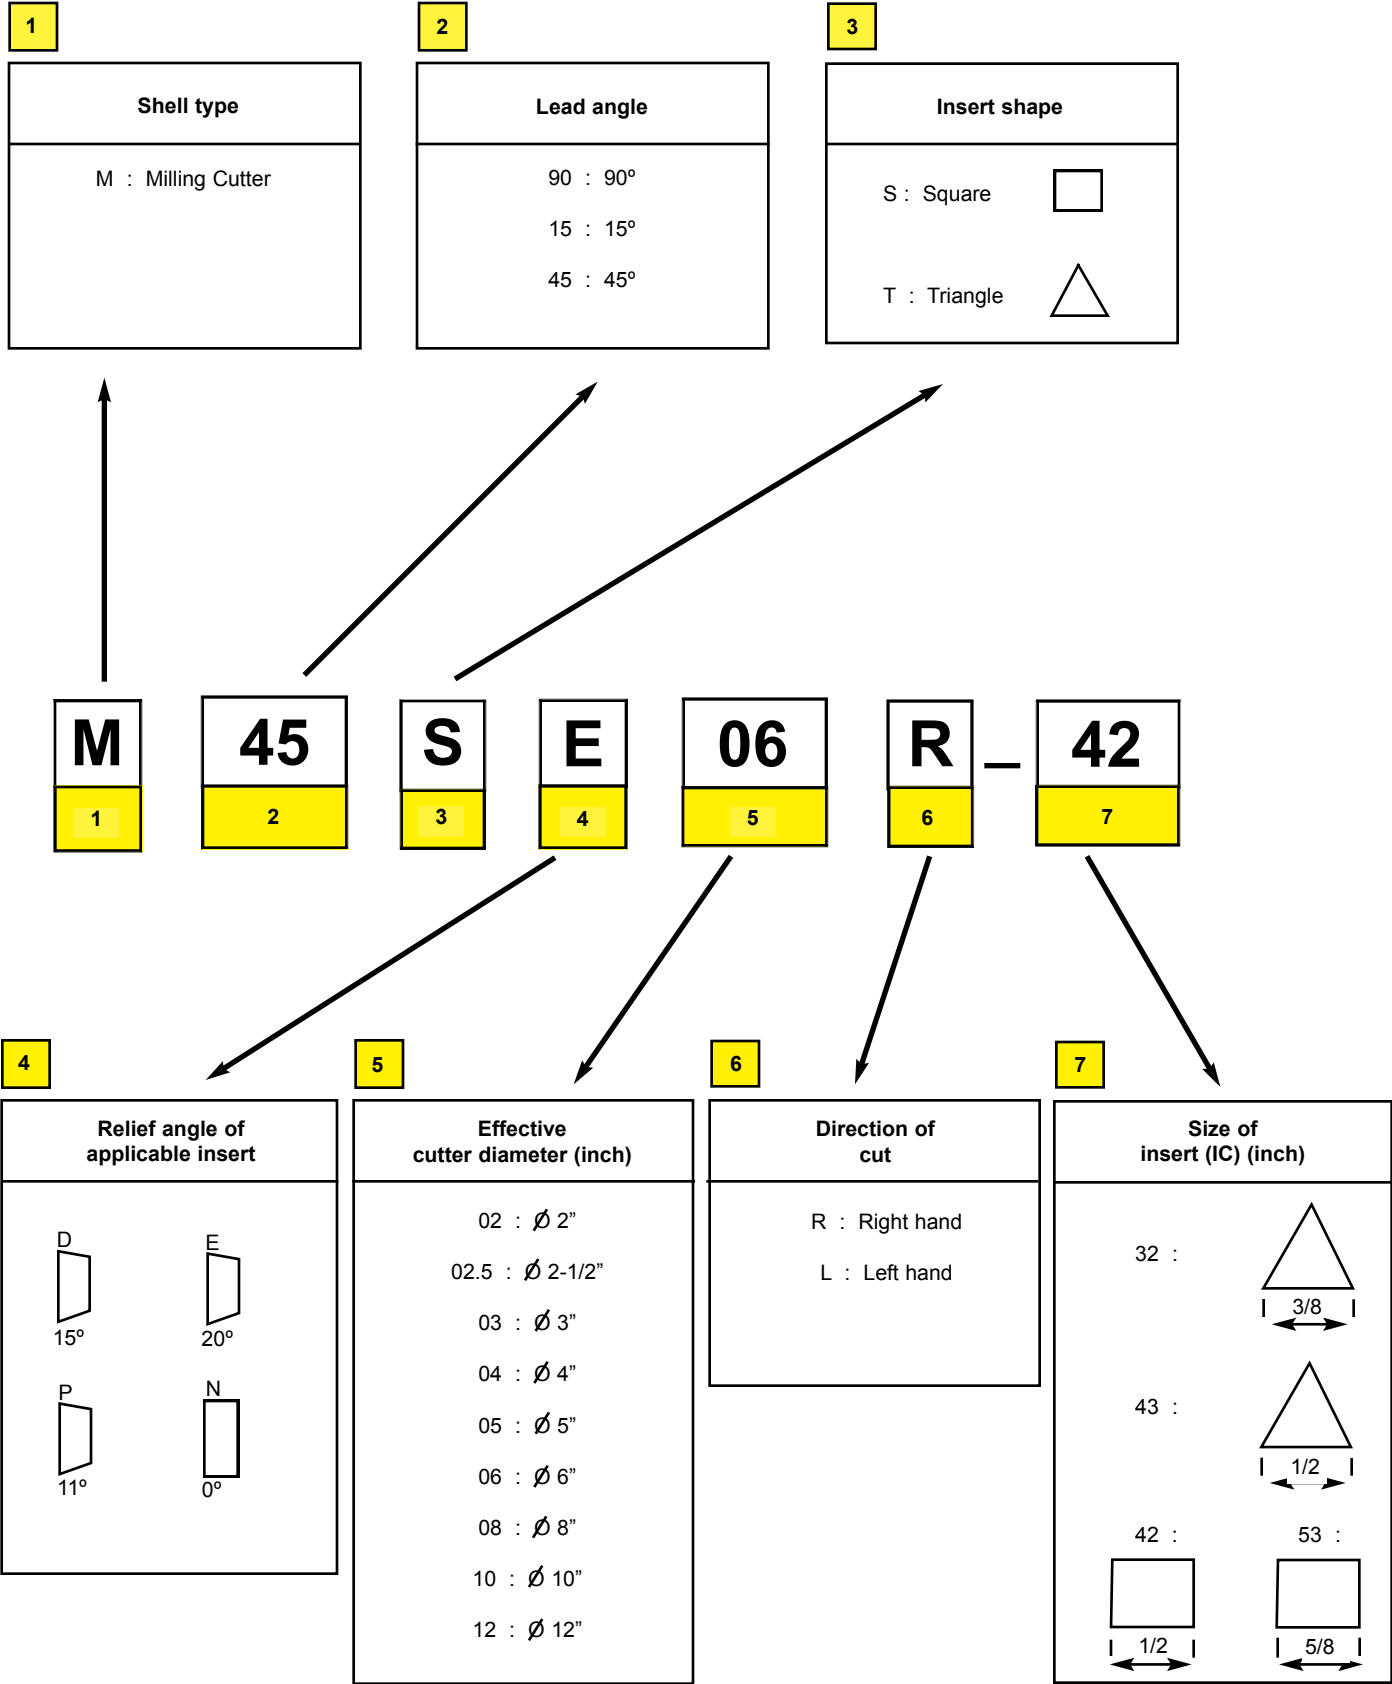 1
2
3
Shell type
M : Milling Cutter
Lead angle
90 : 90º
15 : 15º
45 : 45º
Insert shape
S : Square
T : Triangle
M 45 S E 06 R _ 42
1 2 3 4 5 6 7
4
5
6
7
Relief angle of
applicable insert
D
15º
E
20º
P
11º
N
0º
Effective
cutter diameter (inch)
02 : Ø 2”
02.5 : Ø 2-1/2”
03 : Ø 3”
04 : Ø 4”
05 : Ø 5”
06 : Ø 6”
08 : Ø 8”
10 : Ø 10”
12 : Ø 12”
Direction of
cut
R : Right hand
L : Left hand
Size of
insert (IC) (inch)
32 :
3/8
43 :
1/2
42 :
1/2
53 :
5/8